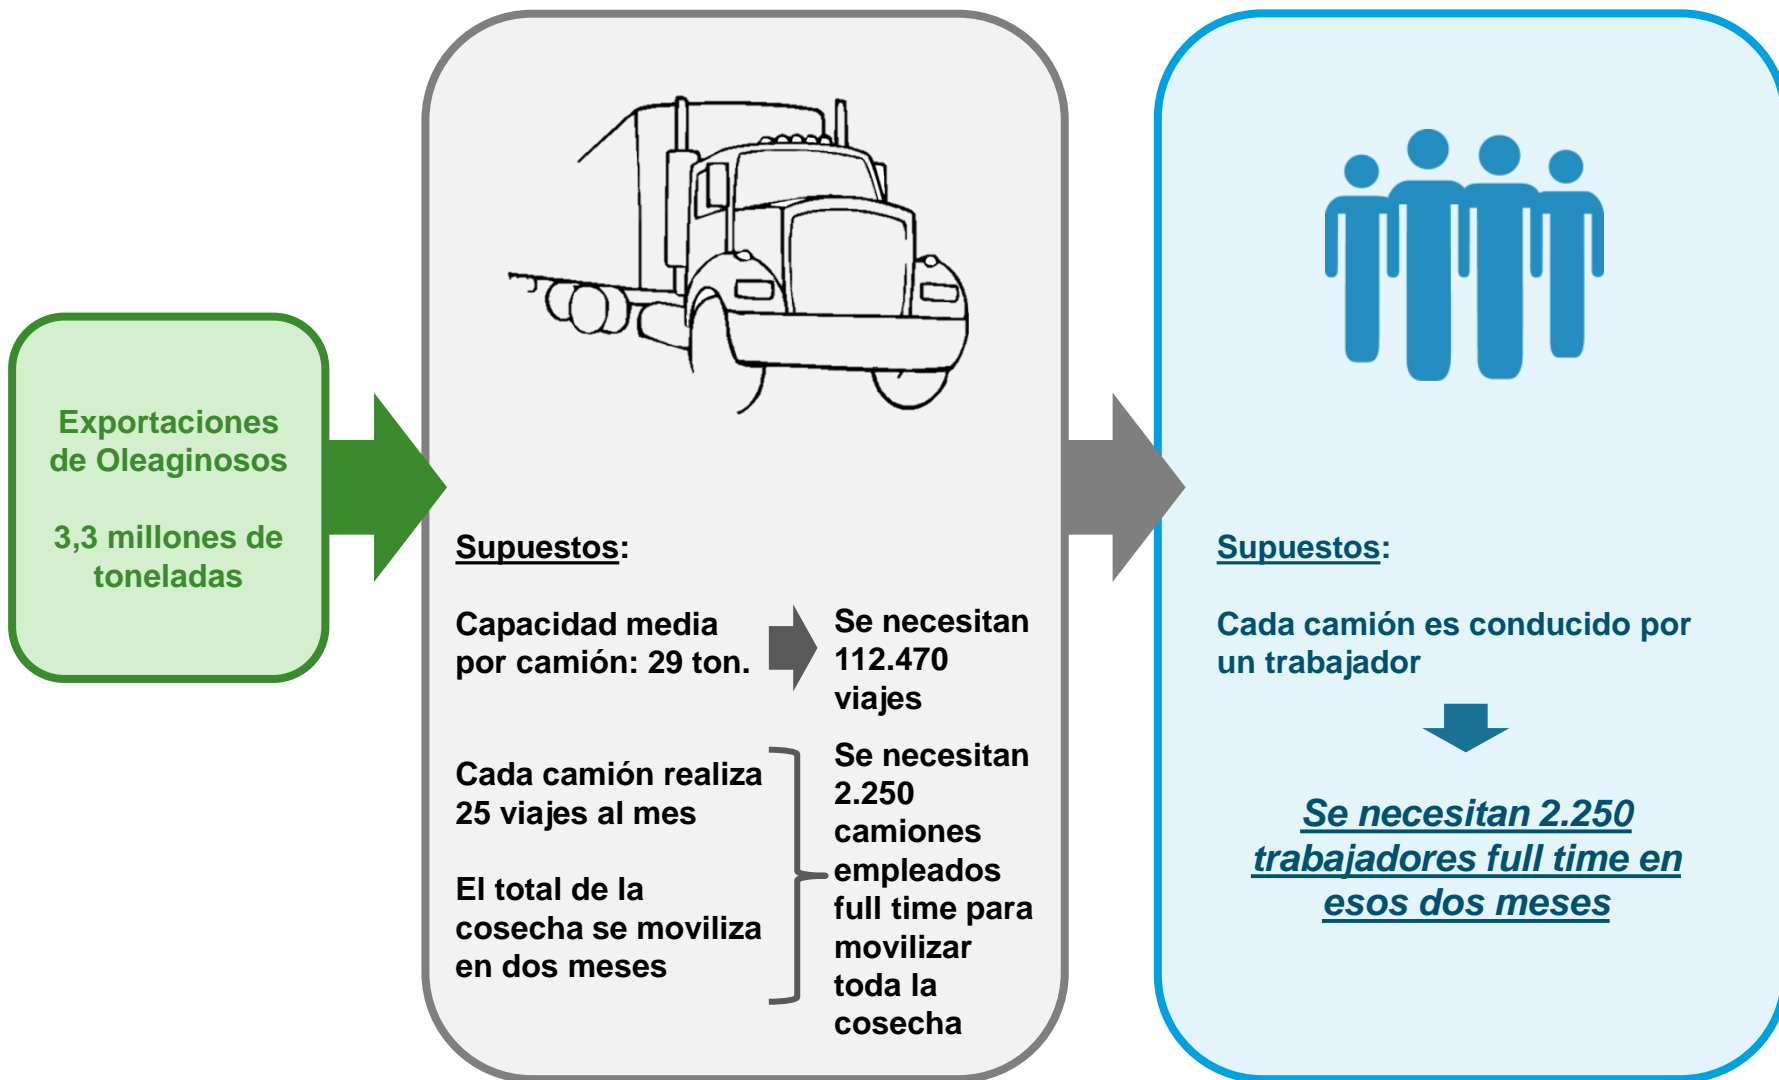 Exportaciones
de Oleaginosos
3,3 millones de
toneladas
Supuestos:
Capacidad media
por camión: 29 ton.
Se necesitan
112.470
viajes
Cada camión realiza
25 viajes al mes
El total de la
cosecha se moviliza
en dos meses
Se necesitan
2.250
camiones
empleados
full time para
movilizar
toda la
cosecha
Supuestos:
Cada camión es conducido por
un trabajador
Se necesitan 2.250
trabajadores full time en
esos dos meses